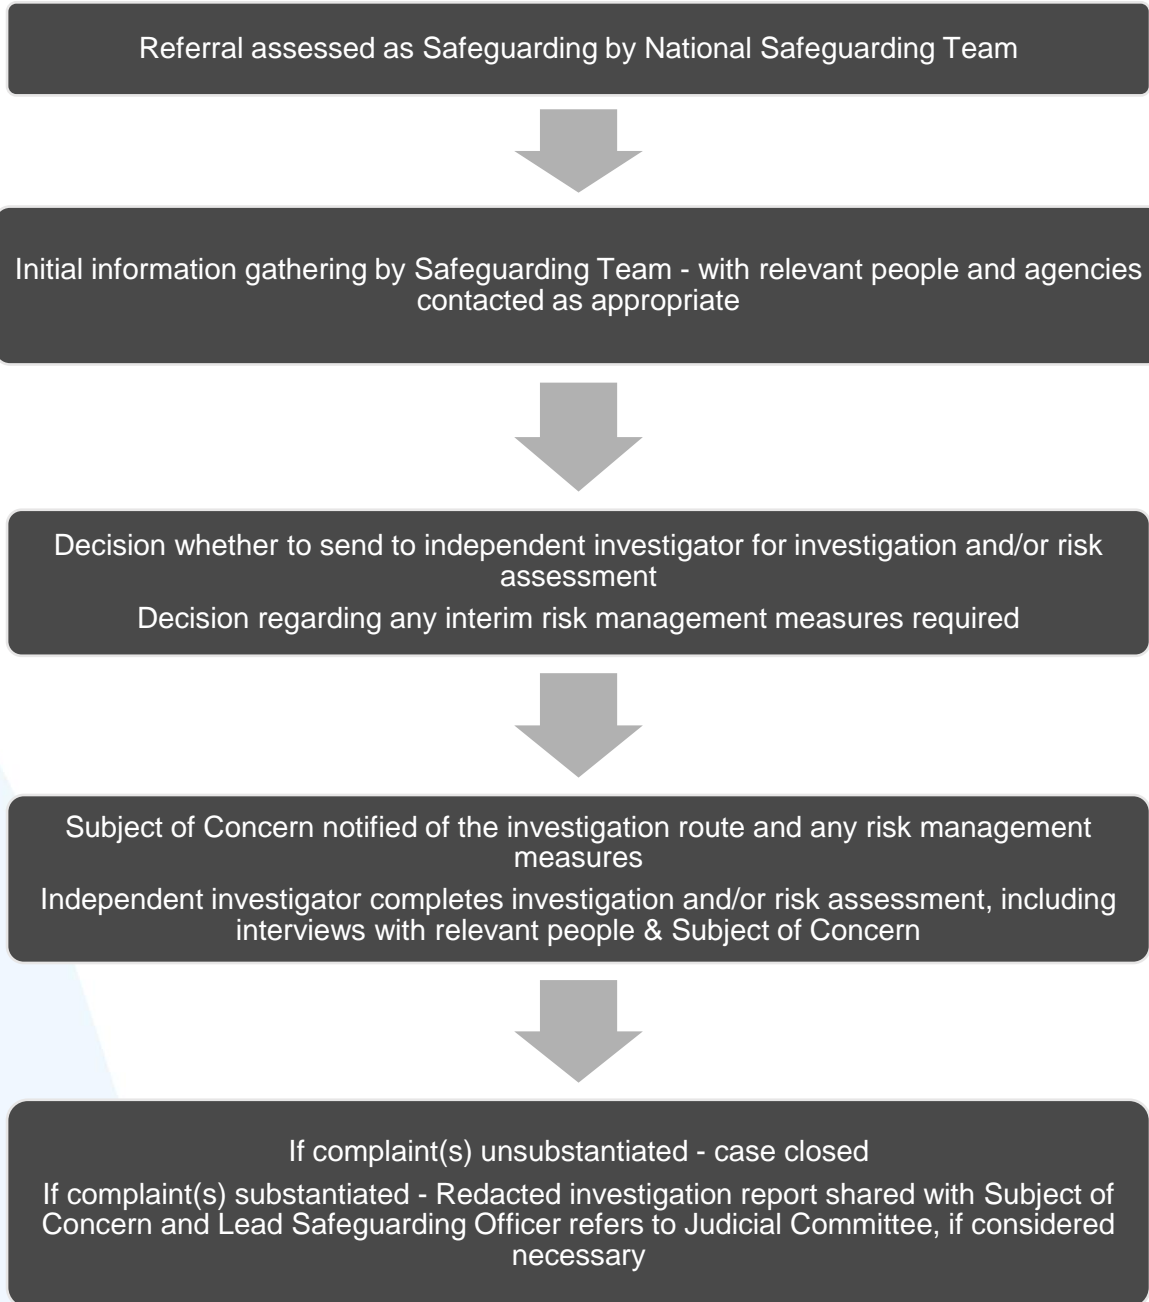 Referral assessed as Safeguarding by National Safeguarding Team
Initial information gathering by Safeguarding Team - with relevant people and agencies
contacted as appropriate
Decision whether to send to independent investigator for investigation and/or risk
assessment
Decision regarding any interim risk management measures required
Subject of Concern notified of the investigation route and any risk management
measures
Independent investigator completes investigation and/or risk assessment, including
interviews with relevant people & Subject of Concern
If complaint(s) unsubstantiated - case closed
If complaint(s) substantiated - Redacted investigation report shared with Subject of
Concern and Lead Safeguarding Officer refers to Judicial Committee, if considered
necessary